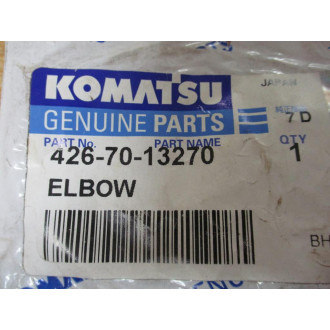 KOMATSU
JAPAN
GENUINE PARTS
7 D
PART No. PART NAME QTY
426-70-13270 1
ELBOW
BH